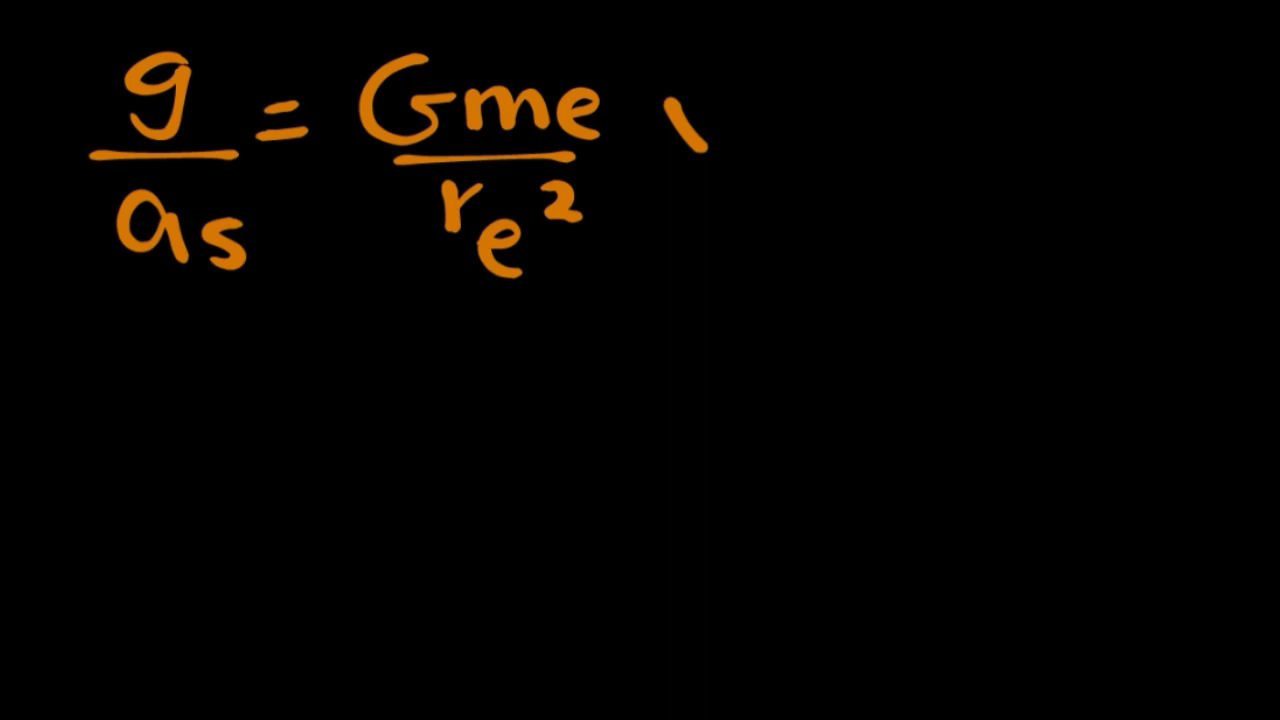 g/as = Gme/re² \